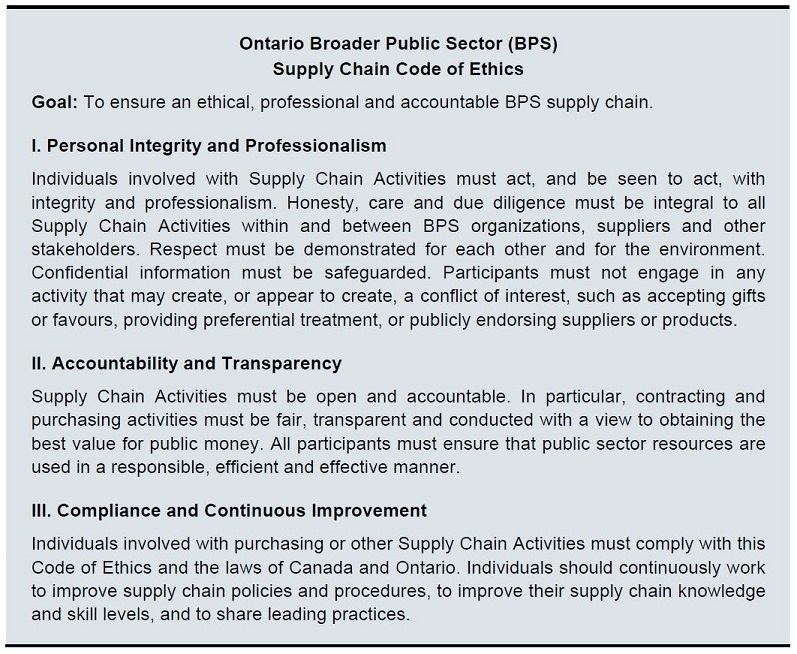 Ontario Broader Public Sector (BPS)
Supply Chain Code of Ethics
Goal: To ensure an ethical, professional and accountable BPS supply chain.
I. Personal Integrity and Professionalism
Individuals involved with Supply Chain Activities must act, and be seen to act, with
integrity and professionalism. Honesty, care and due diligence must be integral to all
Supply Chain Activities within and between BPS organizations, suppliers and other
stakeholders. Respect must be demonstrated for each other and for the environment.
Confidential information must be safeguarded. Participants must not engage in any
activity that may create, or appear to create, a conflict of interest, such as accepting gifts
or favours, providing preferential treatment, or publicly endorsing suppliers or products.
II. Accountability and Transparency
Supply Chain Activities must be open and accountable. In particular, contracting and
purchasing activities must be fair, transparent and conducted with a view to obtaining the
best value for public money. All participants must ensure that public sector resources are
used in a responsible, efficient and effective manner.
III. Compliance and Continuous Improvement
Individuals involved with purchasing or other Supply Chain Activities must comply with this
Code of Ethics and the laws of Canada and Ontario. Individuals should continuously work
to improve supply chain policies and procedures, to improve their supply chain knowledge
and skill levels, and to share leading practices.